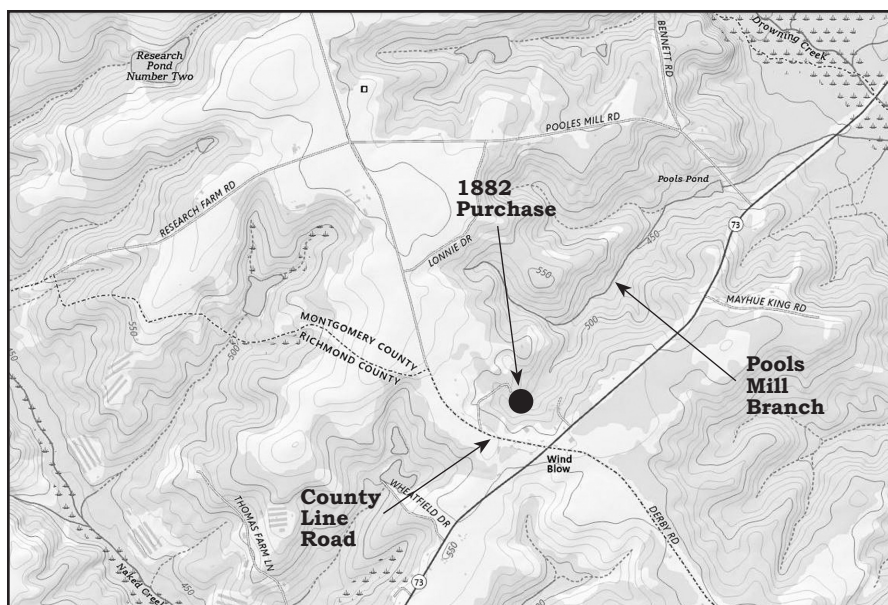 Research
Pond
Number Two
BENNETT RD
Drowning Creek
POOLES MILL RD
1882
Purchase
Pools Pond
RESEARCH FARM RD
73
450
LONNIE DR
550
MAYHUE KING RD
550
500
MONTGOMERY COUNTY
RICHMOND COUNTY
500
450
Pools
Mill
Branch
Wind
Blow
County
Line
Road
WHEATFIELD DR
THOMAS FARM LN
DERBY RD
550
Naked Creek
450
73
550